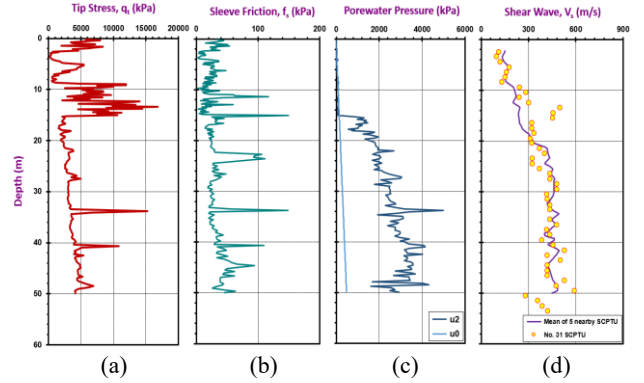 Tip Stress, qt (kPa)
0 5000 10000 15000 20000
Depth (m)
0
10
20
30
40
50
60
(a)
Sleeve Friction, fs (kPa)
0 100 200
(b)
Porewater Pressure (kPa)
0 2000 4000 6000
u2
u0
(c)
Shear Wave, Vs (m/s)
0 300 600 900
Mean of 5 nearby SCPTU
No. 31 SCPTU
(d)